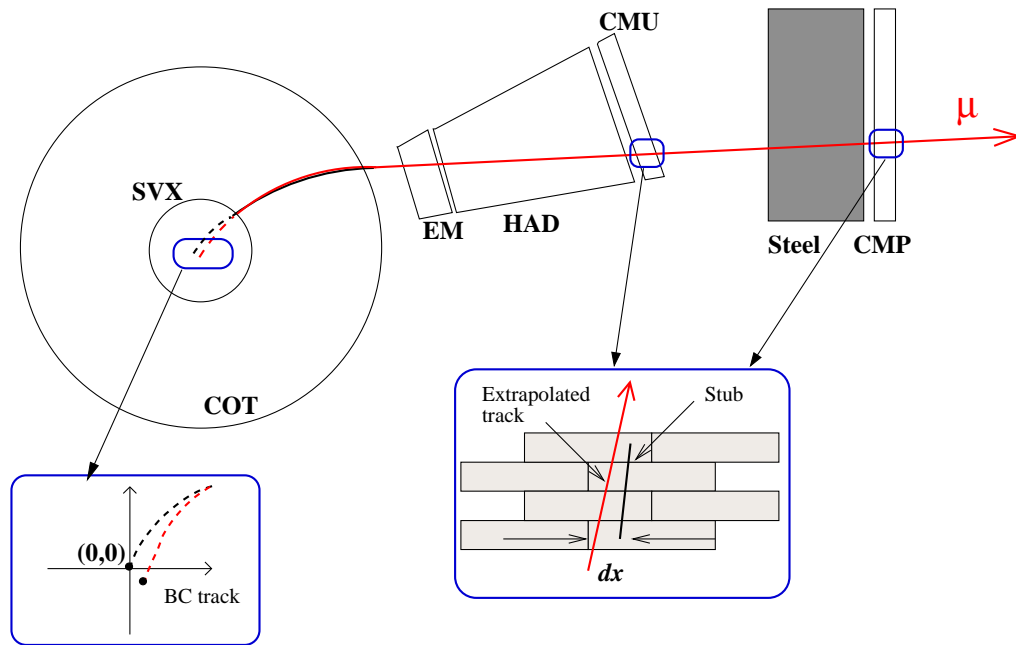 CMU
μ
SVX
EM
HAD
Steel
CMP
COT
Extrapolated
track
Stub
(0,0)
BC track
dx